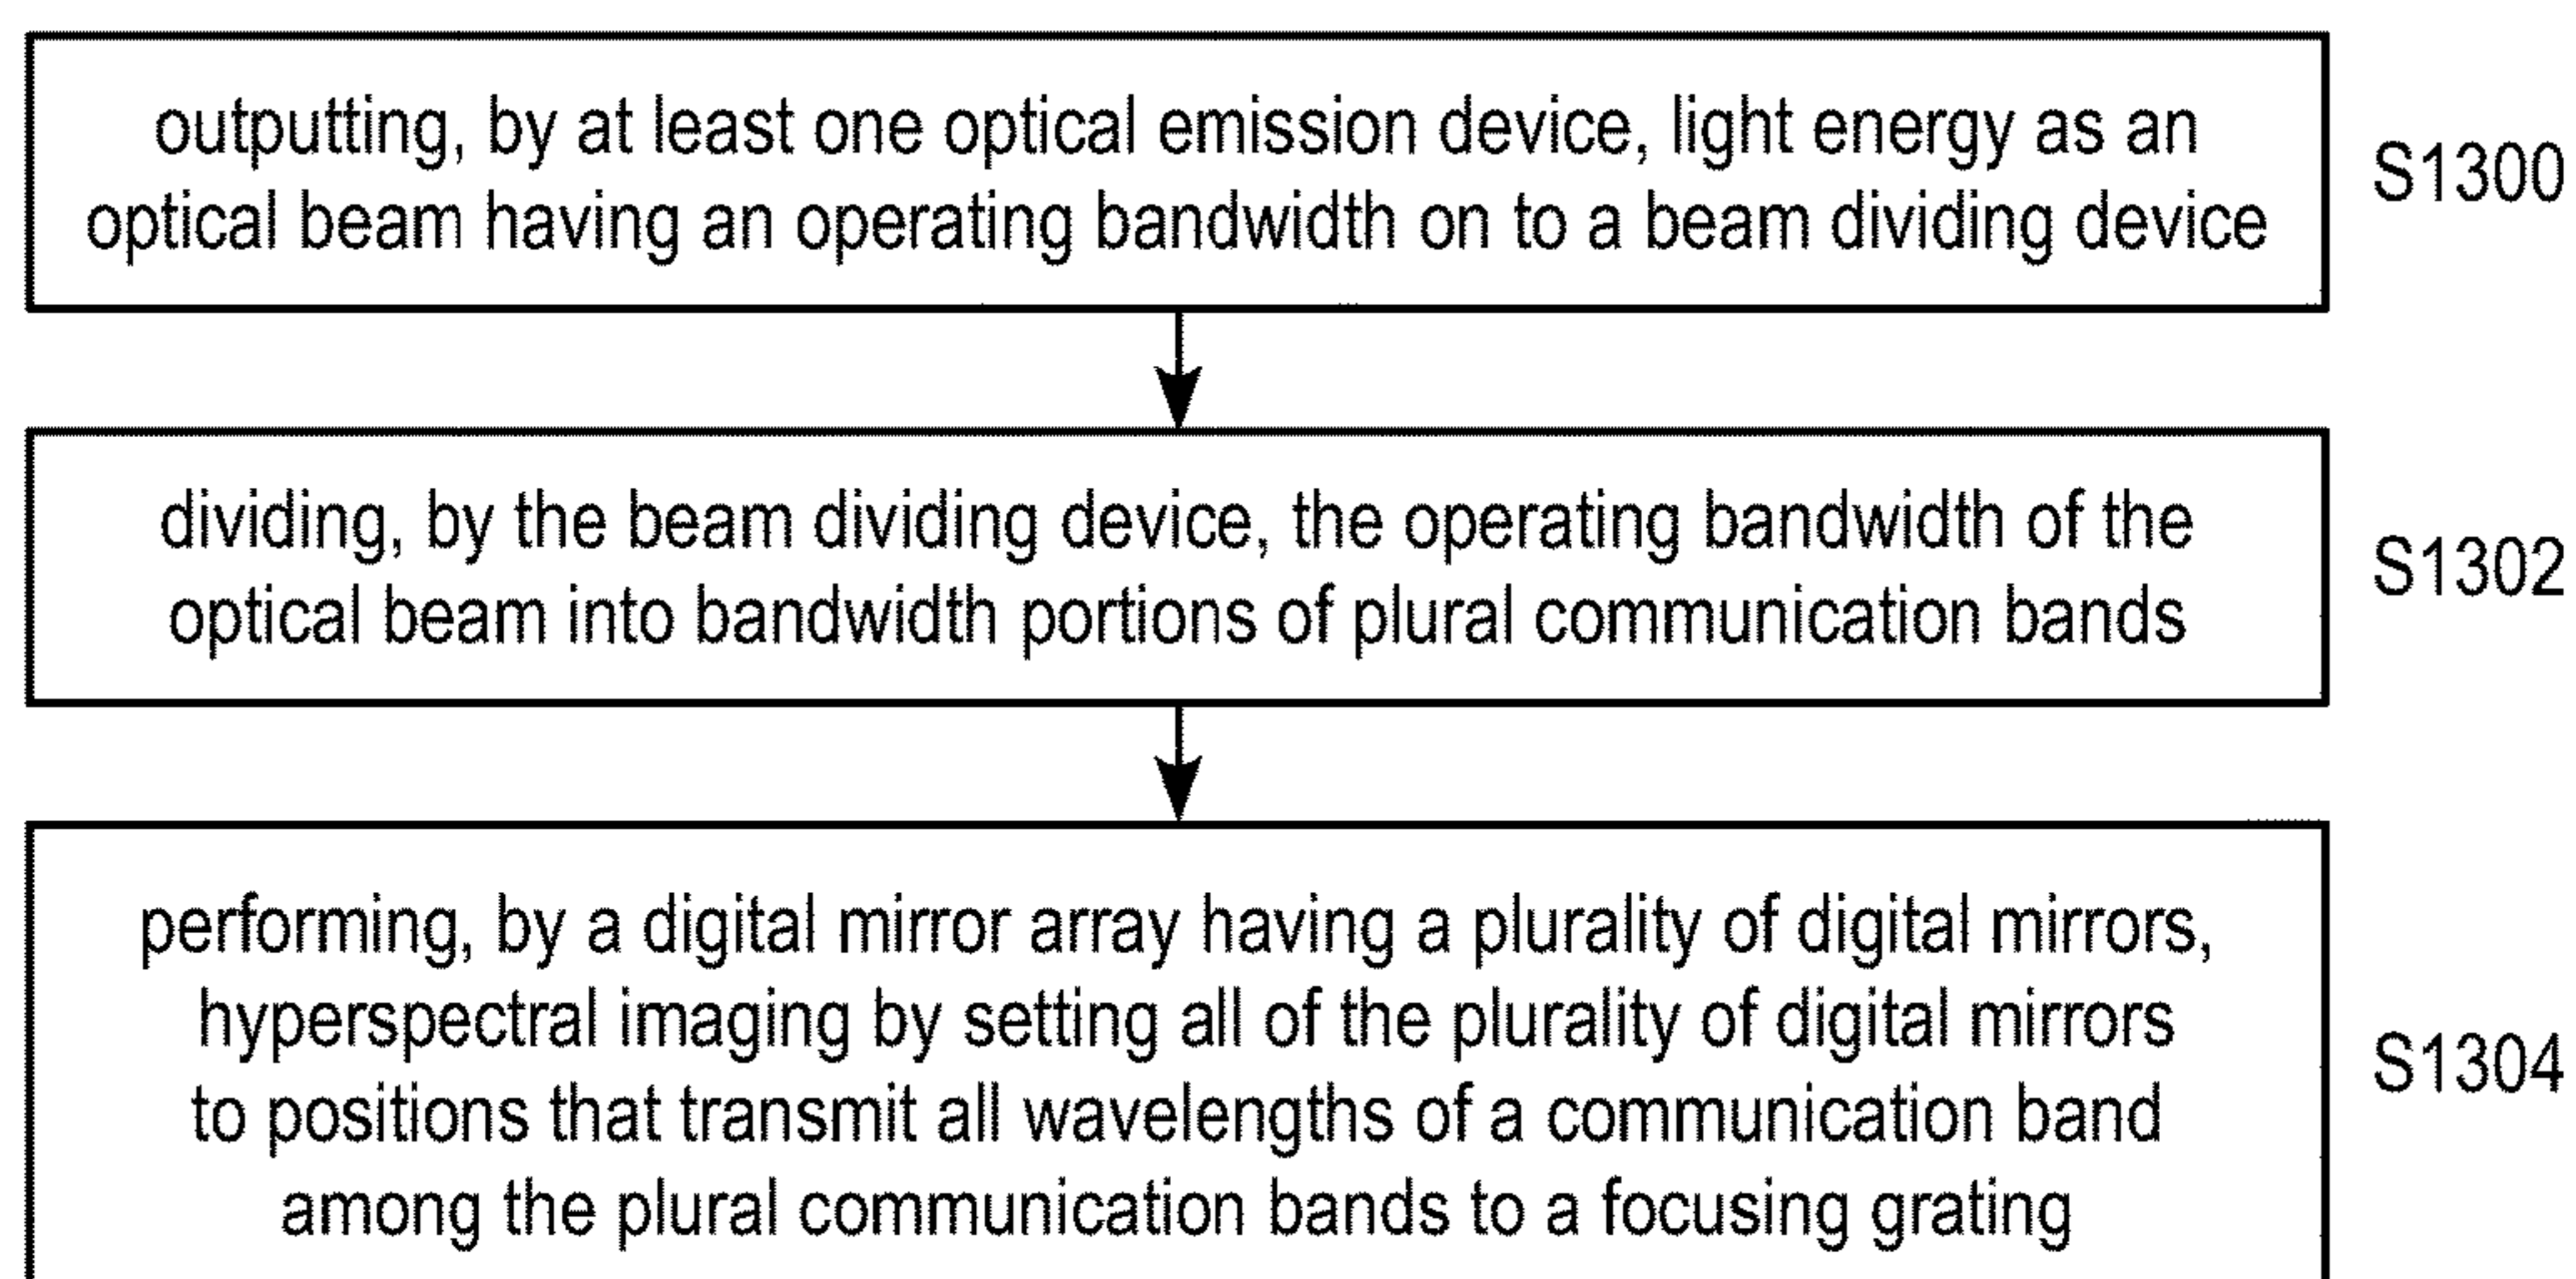 outputting, by at least one optical emission device, light energy as an
optical beam having an operating bandwidth on to a beam dividing device
S1300
dividing, by the beam dividing device, the operating bandwidth of the
optical beam into bandwidth portions of plural communication bands
S1302
performing, by a digital mirror array having a plurality of digital mirrors,
hyperspectral imaging by setting all of the plurality of digital mirrors
to positions that transmit all wavelengths of a communication band
among the plural communication bands to a focusing grating
S1304